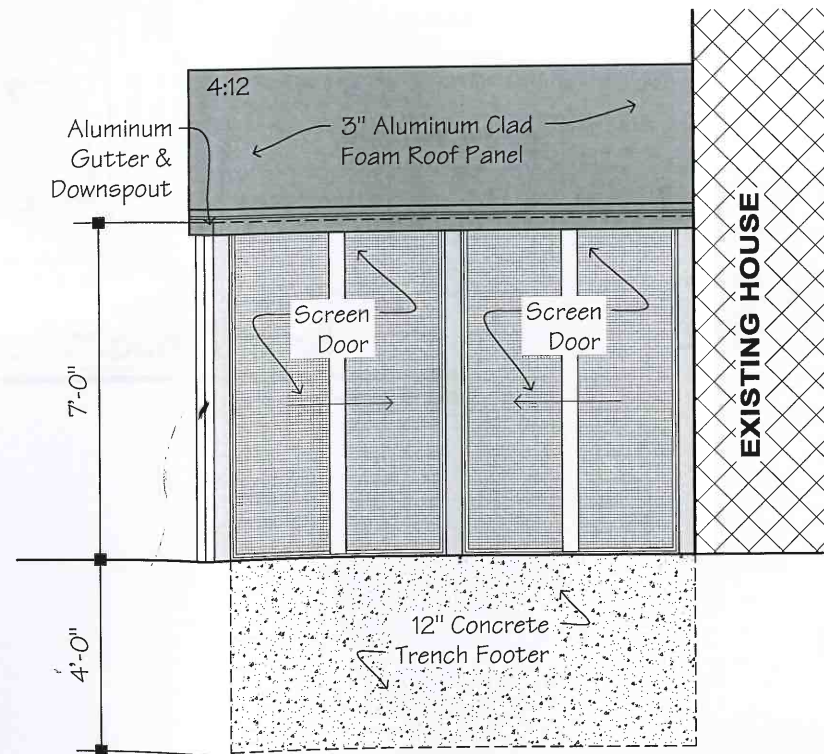 4:12
3" Aluminum Clad
Foam Roof Panel
Aluminum
Gutter &
Downspout
Screen
Door
Screen
Door
EXISTING HOUSE
7'-0"
12" Concrete
Trench Footer
4'-0"